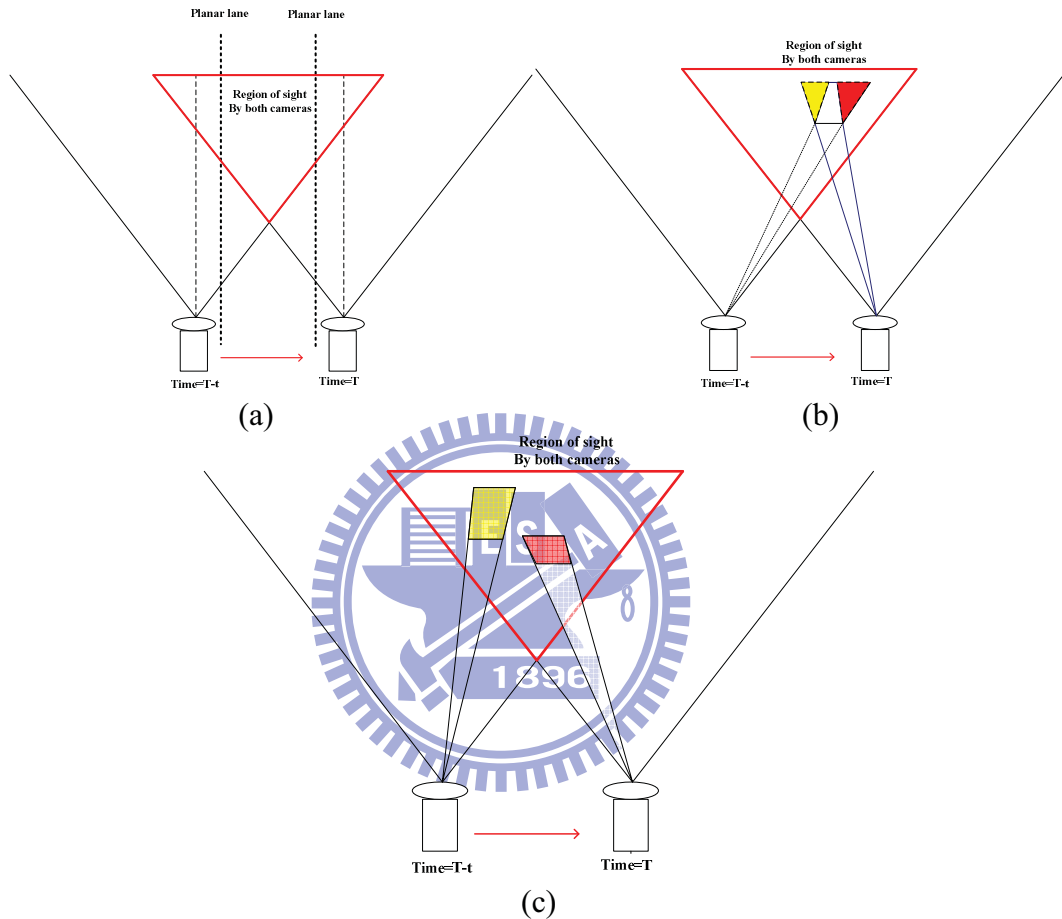 Planar lane Planar lane
Region of sight
By both cameras
Time=T-t
Time=T
(a)
Region of sight
By both cameras
Time=T-t
Time=T
(b)
Region of sight
By both cameras
E S A
8
1896
Time=T-t
Time=T
(c)